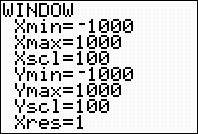 WINDOW
Xmin=-1000
Xmax=1000
Xscl=100
Ymin=-1000
Ymax=1000
Yscl=100
Xres=1